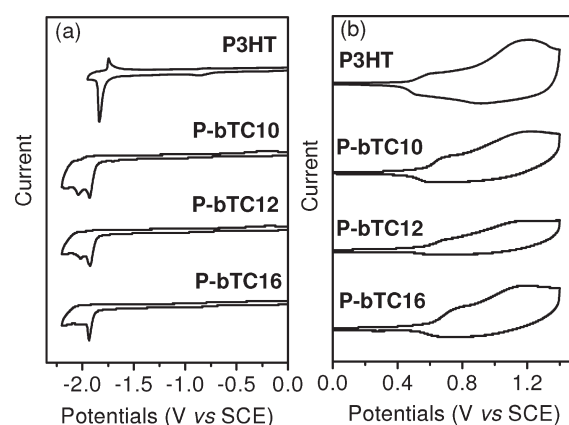 (a)
P3HT
P-bTC10
P-bTC12
P-bTC16
Current
-2.0 -1.5 -1.0 -0.5 0.0
Potentials (V vs SCE)
(b)
P3HT
P-bTC10
P-bTC12
P-bTC16
Current
0.0 0.4 0.8 1.2
Potentials (V vs SCE)